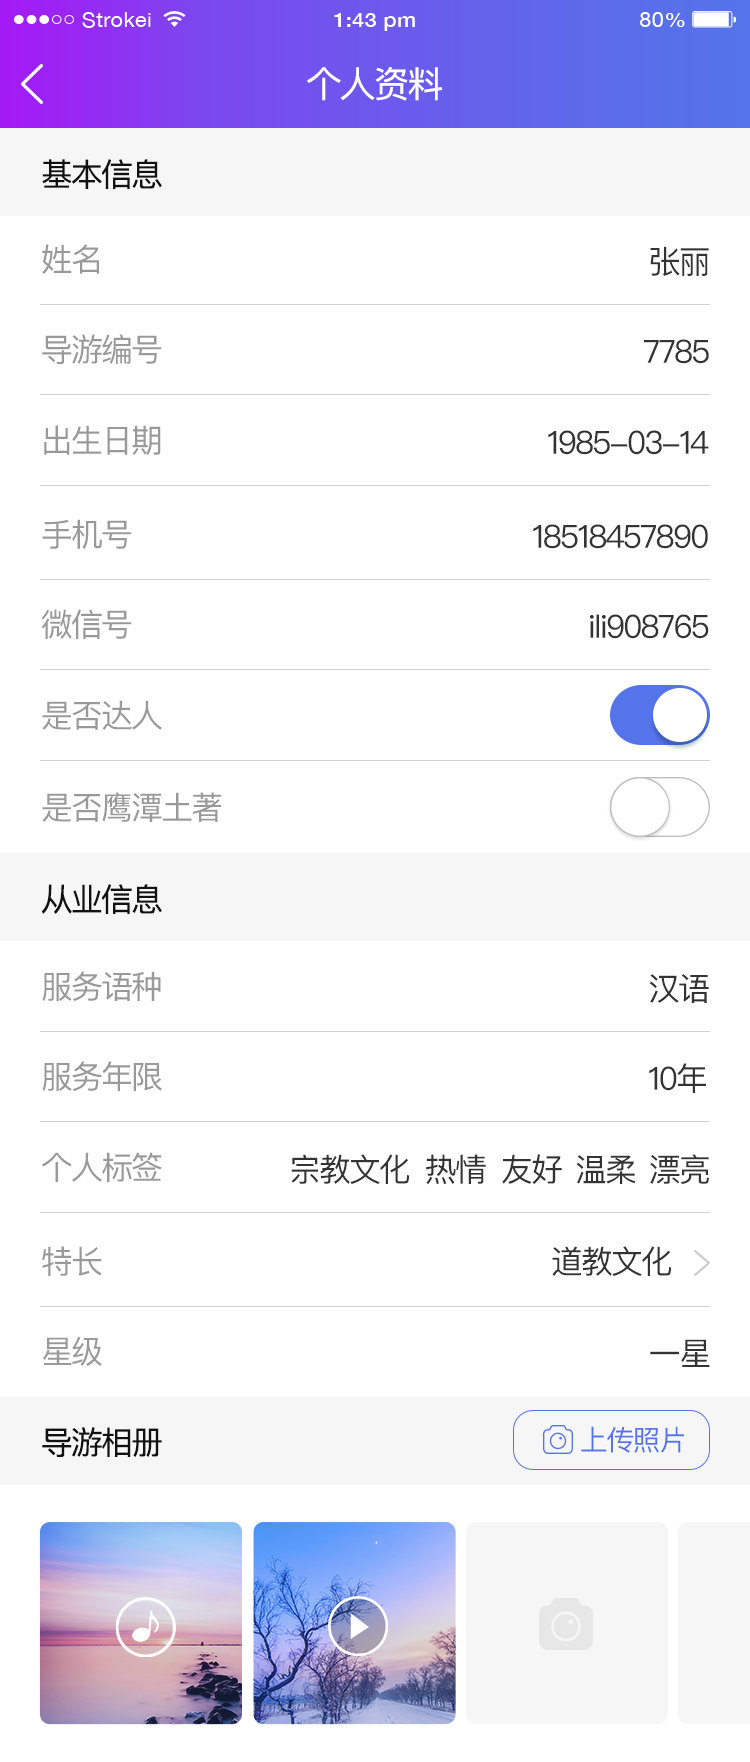 Strokei 1:43 pm 80%
个人资料
基本信息
姓名 张丽
导游编号 7785
出生日期 1985-03-14
手机号 18518457890
微信号 ili908765
是否达人
是否鹰潭土著
从业信息
服务语种 汉语
服务年限 10年
个人标签 宗教文化 热情 友好 温柔 漂亮
特长 道教文化
星级 一星
导游相册 上传照片